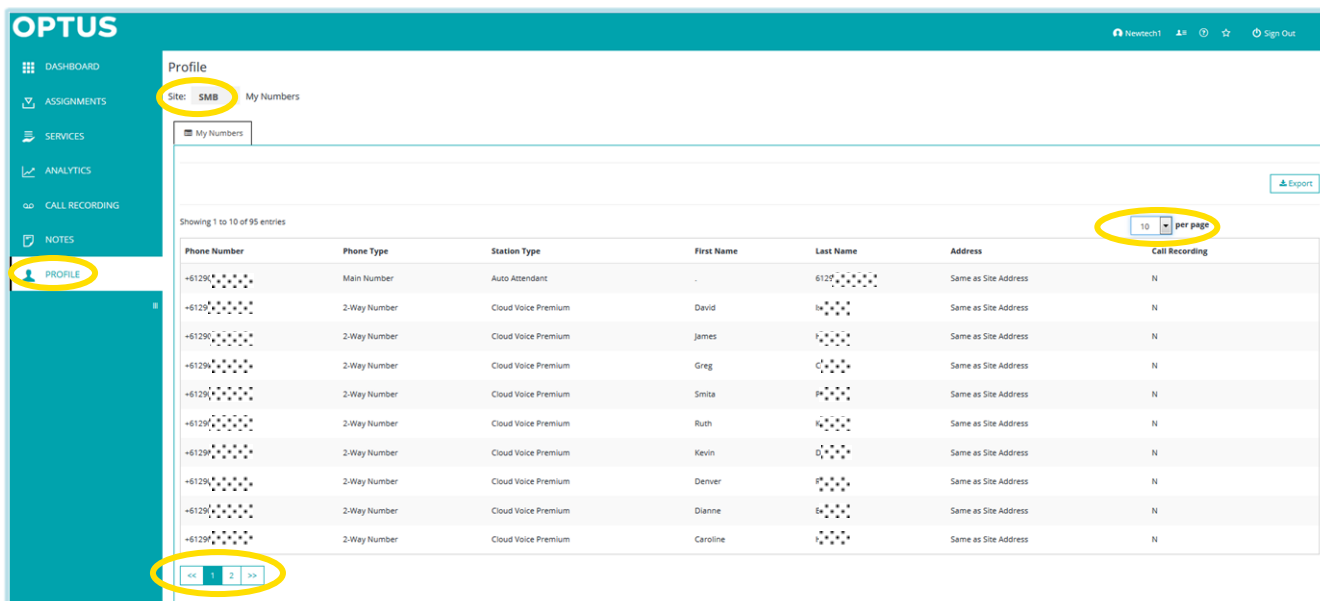 OPTUS
Newtech1 Sign Out
DASHBOARD
ASSIGNMENTS
SERVICES
ANALYTICS
CALL RECORDING
NOTES
PROFILE
Profile
Site: SMB My Numbers
My Numbers
Export
Showing 1 to 10 of 95 entries
10 per page
Phone Number Phone Type Station Type First Name Last Name Address Call Recording
Main Number Auto Attendant . Same as Site Address N
+6129 2-Way Number Cloud Voice Premium David Same as Site Address N
2-Way Number Cloud Voice Premium James Same as Site Address N
+6129 2-Way Number Cloud Voice Premium Greg Same as Site Address N
+6129 2-Way Number Cloud Voice Premium Smita Same as Site Address N
+6129 2-Way Number Cloud Voice Premium Ruth Same as Site Address N
+6129 2-Way Number Cloud Voice Premium Kevin Same as Site Address N
+6129 2-Way Number Cloud Voice Premium Denver Same as Site Address N
+6129 2-Way Number Cloud Voice Premium Dianne Same as Site Address N
+6129 2-Way Number Cloud Voice Premium Caroline Same as Site Address N
<< 1 2 >>